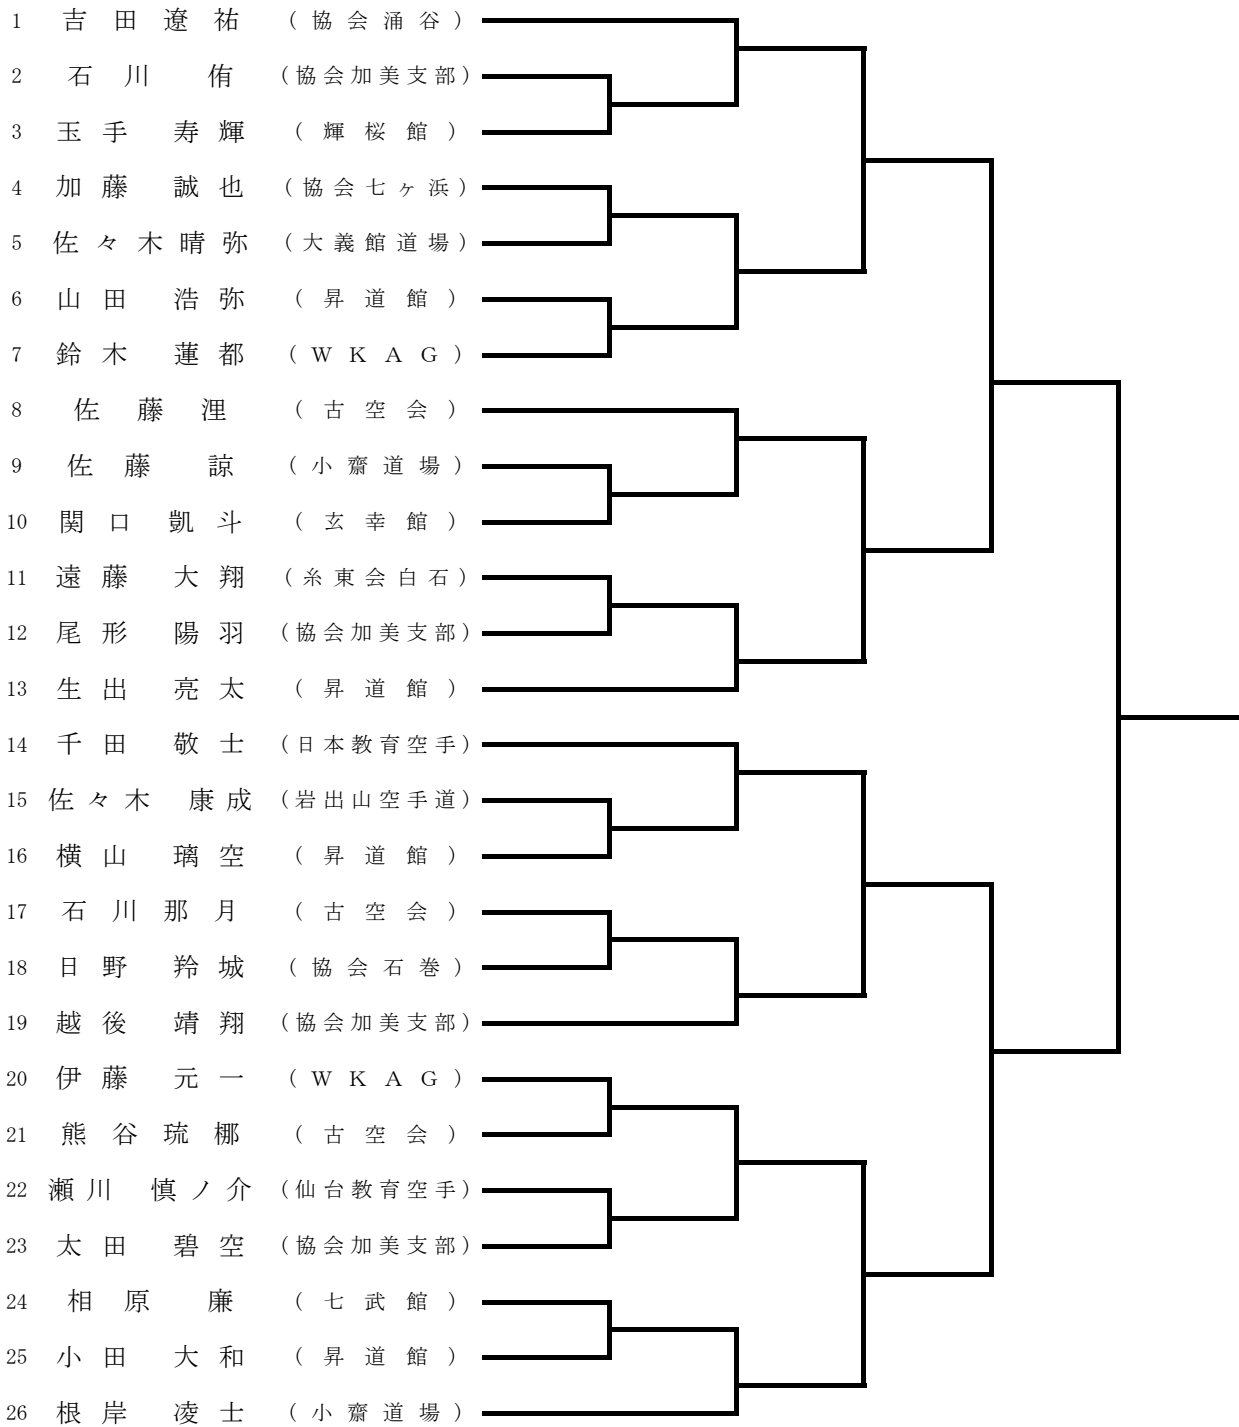 1 吉田遼祐 (協会涌谷)
2 石川 侑 (協会加美支部)
3 玉手 寿輝 (輝桜館)
4 加藤 誠也 (協会七ヶ浜)
5 佐々木晴弥 (大義館道場)
6 山田 浩弥 (昇道館)
7 鈴木 蓮都 (WKAG)
8 佐藤浬 (古空会)
9 佐藤 諒 (小齋道場)
10 関口凱斗 (玄幸館)
11 遠藤 大翔 (糸東会白石)
12 尾形 陽羽 (協会加美支部)
13 生出 亮太 (昇道館)
14 千田 敬士 (日本教育空手)
15 佐々木 康成 (岩出山空手道)
16 横山 璃空 (昇道館)
17 石川那月 (古空会)
18 日野 羚城 (協会石巻)
19 越後 靖翔 (協会加美支部)
20 伊藤 元一 (WKAG)
21 熊谷琉梛 (古空会)
22 瀬川 慎ノ介 (仙台教育空手)
23 太田 碧空 (協会加美支部)
24 相原 廉 (七武館)
25 小田 大和 (昇道館)
26 根岸 凌士 (小齋道場)